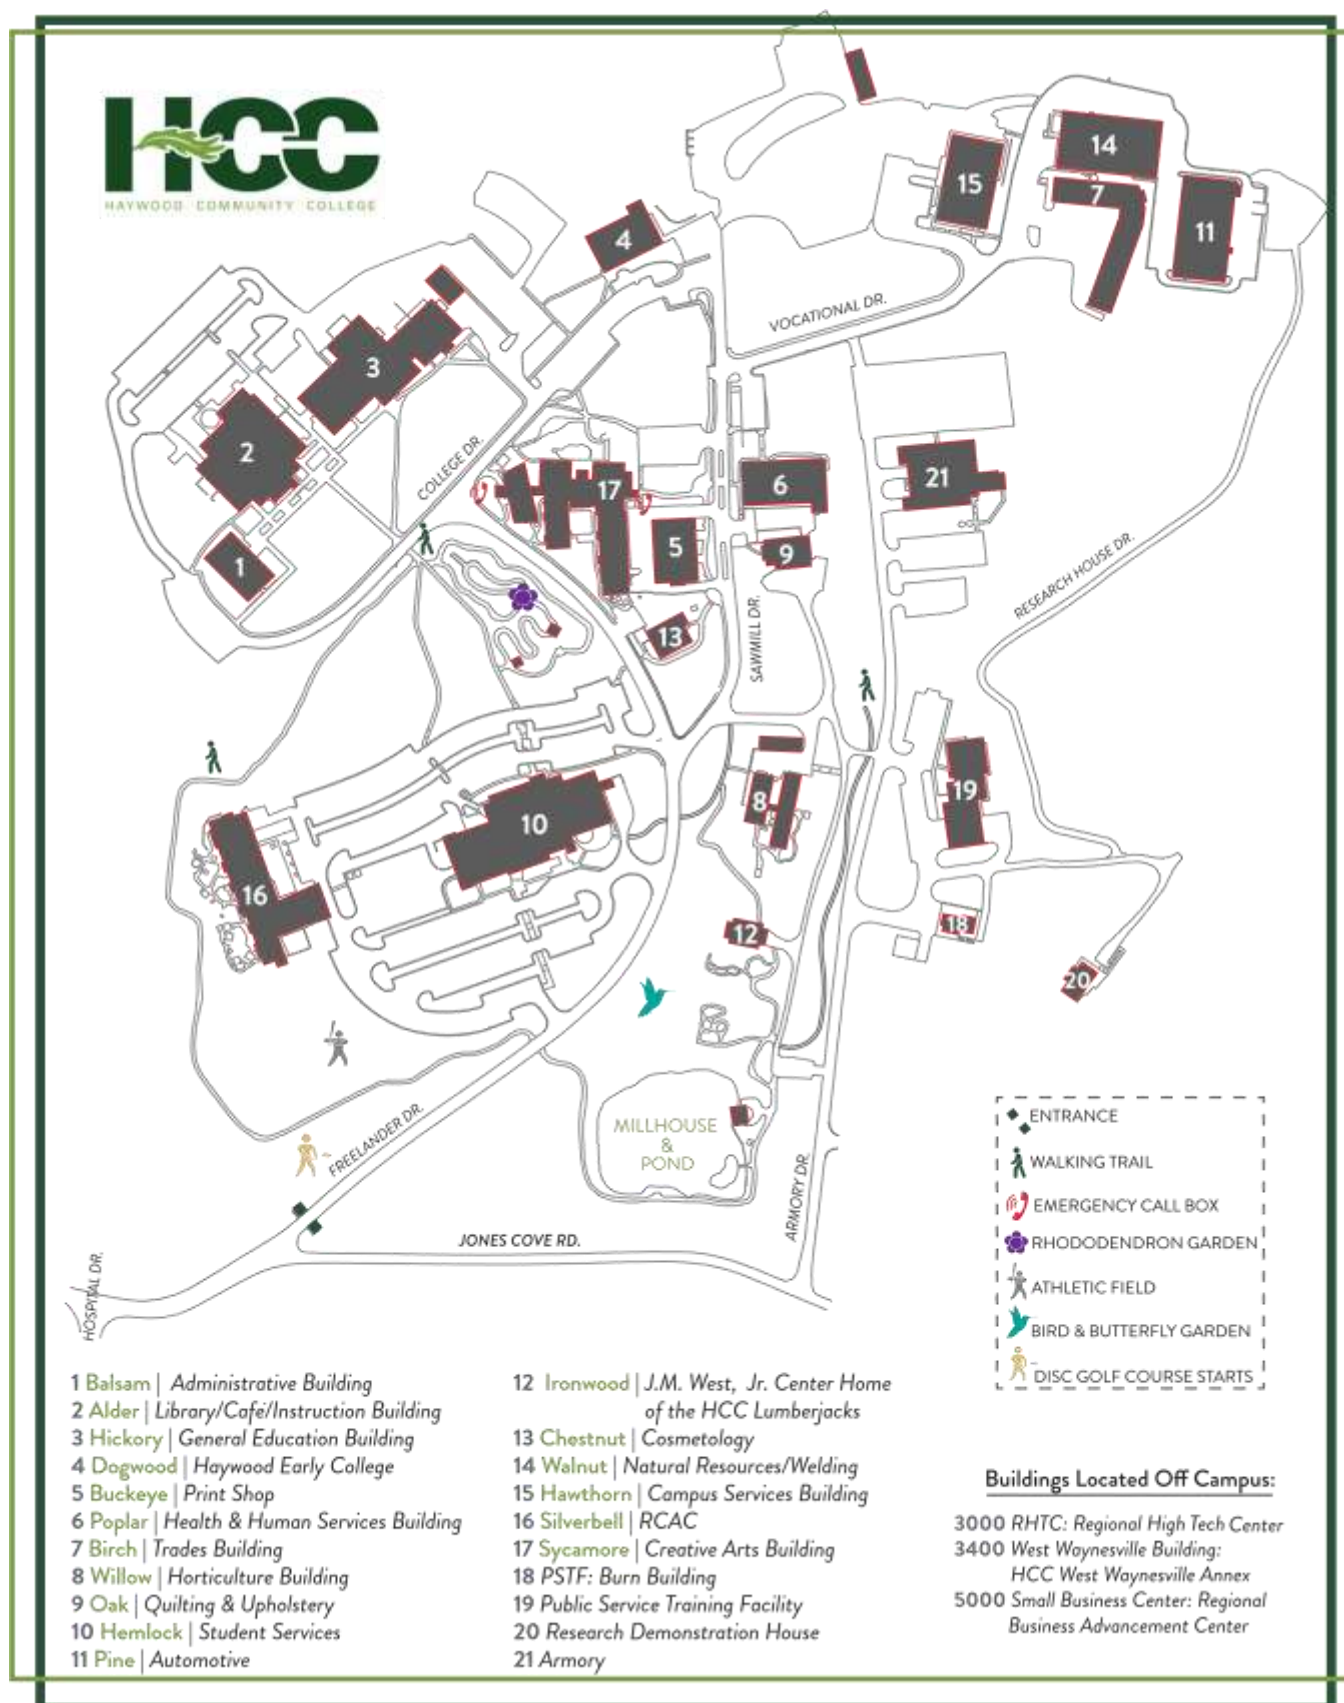 HCC
HAYWOOD COMMUNITY COLLEGE
14
15
7
11
4
VOCATIONAL DR.
3
2
COLLEGE DR.
17
6
21
5
9
1
RESEARCH HOUSE DR.
SAWMILL DR.
13
8
19
10
16
12
18
20
FREELANDER DR.
MILLHOUSE
&
POND
ARMORY DR.
JONES COVE RD.
HOSPITAL DR.
ENTRANCE
WALKING TRAIL
EMERGENCY CALL BOX
RHODODENDRON GARDEN
ATHLETIC FIELD
BIRD & BUTTERFLY GARDEN
DISC GOLF COURSE STARTS
1 Balsam | Administrative Building
2 Alder | Library/Café/Instruction Building
3 Hickory | General Education Building
4 Dogwood | Haywood Early College
5 Buckeye | Print Shop
6 Poplar | Health & Human Services Building
7 Birch | Trades Building
8 Willow | Horticulture Building
9 Oak | Quilting & Upholstery
10 Hemlock | Student Services
11 Pine | Automotive
12 Ironwood | J.M. West, Jr. Center Home
of the HCC Lumberjacks
13 Chestnut | Cosmetology
14 Walnut | Natural Resources/Welding
15 Hawthorn | Campus Services Building
16 Silverbell | RCAC
17 Sycamore | Creative Arts Building
18 PSTF: Burn Building
19 Public Service Training Facility
20 Research Demonstration House
21 Armory
Buildings Located Off Campus:
3000 RHTC: Regional High Tech Center
3400 West Waynesville Building:
HCC West Waynesville Annex
5000 Small Business Center: Regional
Business Advancement Center